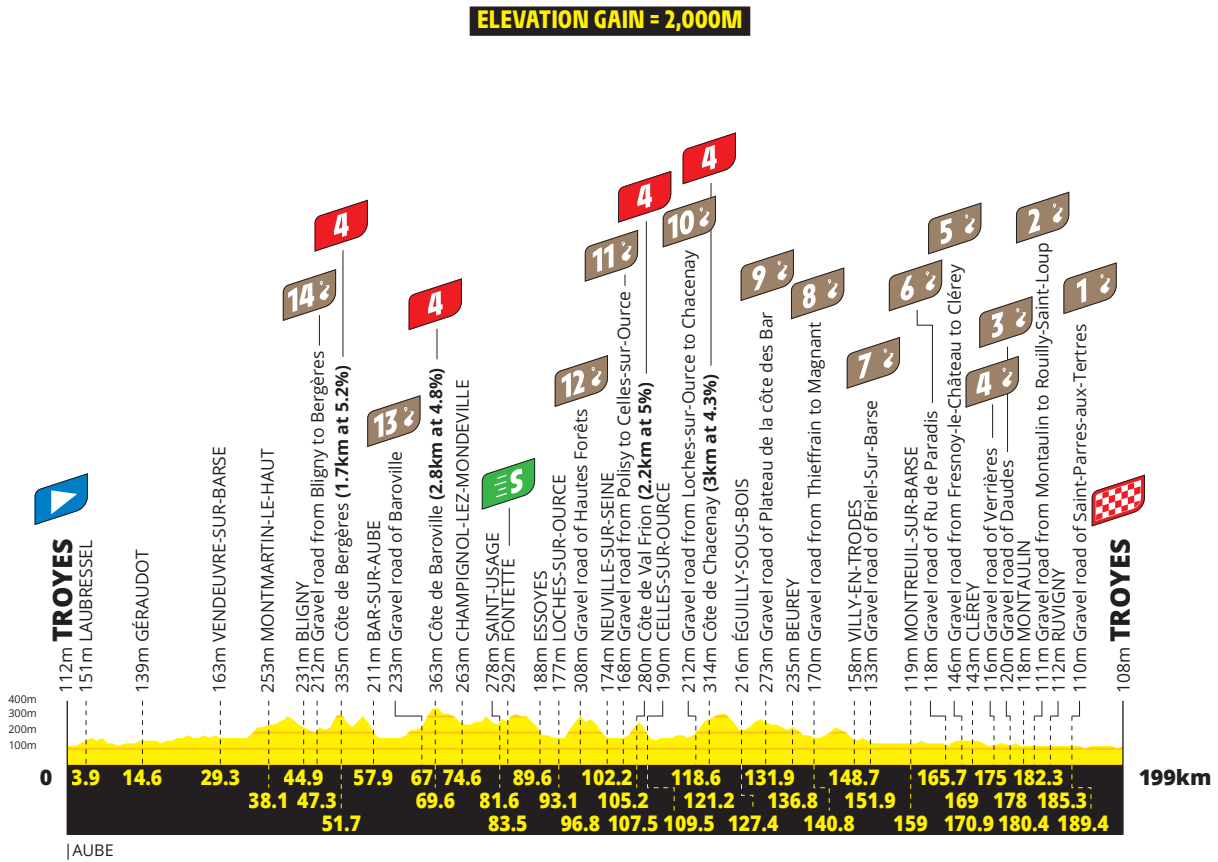 ELEVATION GAIN = 2,000M
4
4
4
4
14
13
12
11
10
9
8
7
6
5
4
3
2
1
S
112m TROYES
151m LAUBRESSEL
139m GÉRAUDOT
163m VENDEUVRE-SUR-BARSE
253m MONTMARTIN-LE-HAUT
231m BLIGNY
212m Gravel road from Bligny to Bergères
335m Côte de Bergères (1.7km at 5.2%)
211m BAR-SUR-AUBE
233m Gravel road of Baroville
363m Côte de Baroville (2.8km at 4.8%)
263m CHAMPIGNOL-LEZ-MONDEVILLE
278m SAINT-USAGE
292m FONTETTE
188m ESSOYES
177m LOCHES-SUR-OURCE
308m Gravel road of Hautes Forêts
174m NEUVILLE-SUR-SEINE
168m Gravel road from Polisy to Celles-sur-Ource
280m Côte de Val Frion (2.2km at 5%)
190m CELLES-SUR-OURCE
212m Gravel road from Loches-sur-Ource to Chacenay
314m Côte de Chacenay (3km at 4.3%)
216m ÉGUILLY-SOUS-BOIS
273m Gravel road of Plateau de la côte des Bar
235m BEUREY
170m Gravel road from Thieffrain to Magnant
158m VILLY-EN-TRODES
133m Gravel road of Briel-Sur-Barse
119m MONTREUIL-SUR-BARSE
118m Gravel road of Ru de Paradis
146m Gravel road from Fresnoy-le-Château to Clérey
143m CLÉREY
116m Gravel road of Verrières
120m Gravel road of Daudes
118m MONTAULIN
111m Gravel road from Montaulin to Rouilly-Saint-Loup
112m RUVIGNY
110m Gravel road of Saint-Parres-aux-Tertres
108m TROYES
400m
300m
200m
100m
0 3.9 14.6 29.3 44.9 57.9 67 74.6 89.6 102.2 118.6 131.9 148.7 165.7 175 182.3 199km
38.1 47.3 69.6 81.6 93.1 105.2 121.2 136.8 151.9 169 178 185.3
51.7 83.5 96.8 107.5 109.5 127.4 140.8 159 170.9 180.4 189.4
|AUBE